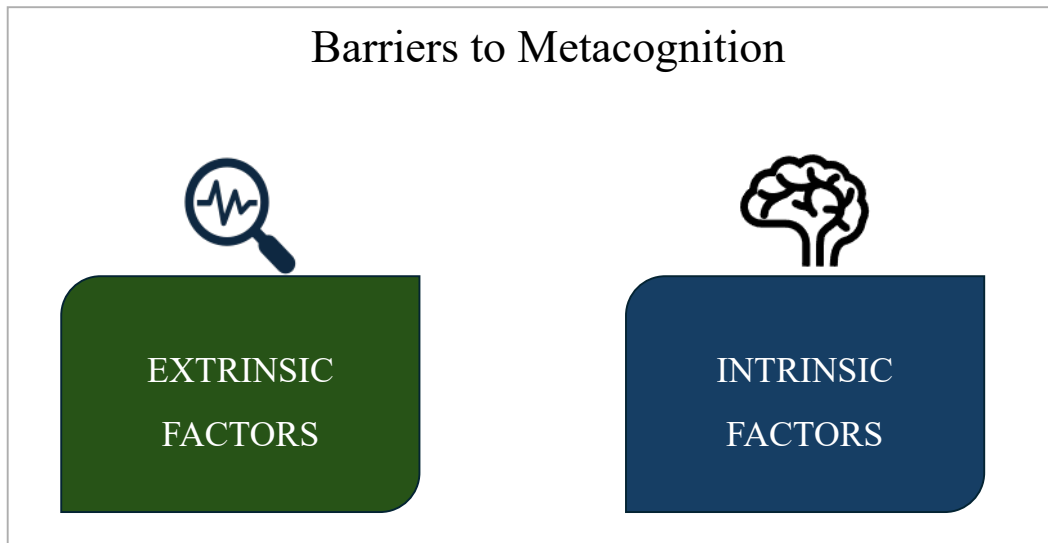 Barriers to Metacognition
EXTRINSIC
FACTORS
INTRINSIC
FACTORS